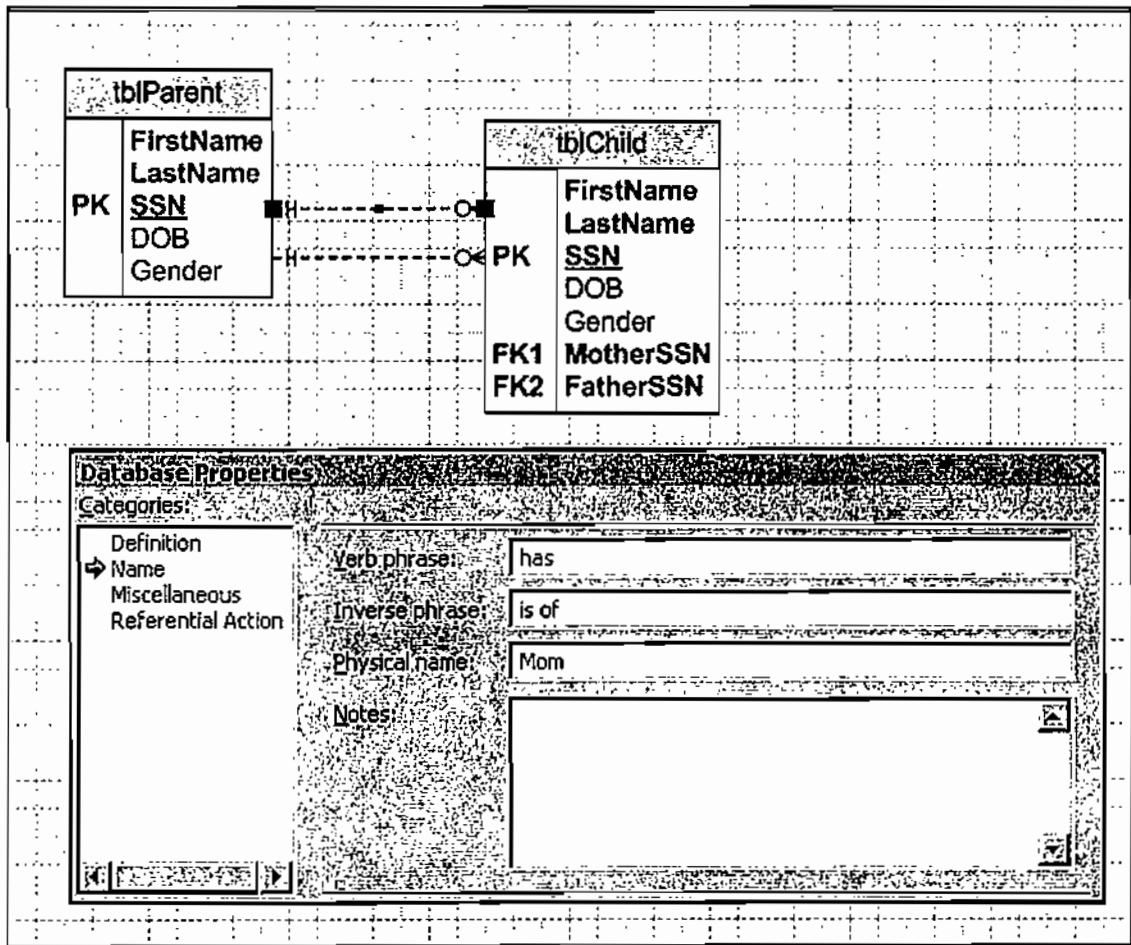 tblParent
FirstName
LastName
PK SSN
DOB
Gender
tblChild
FirstName
LastName
PK SSN
DOB
Gender
FK1 MotherSSN
FK2 FatherSSN
Database Properties
Categories:
Definition
Name
Miscellaneous
Referential Action
Verb phrase: has
Inverse phrase: is of
Physical name: Mom
Notes: